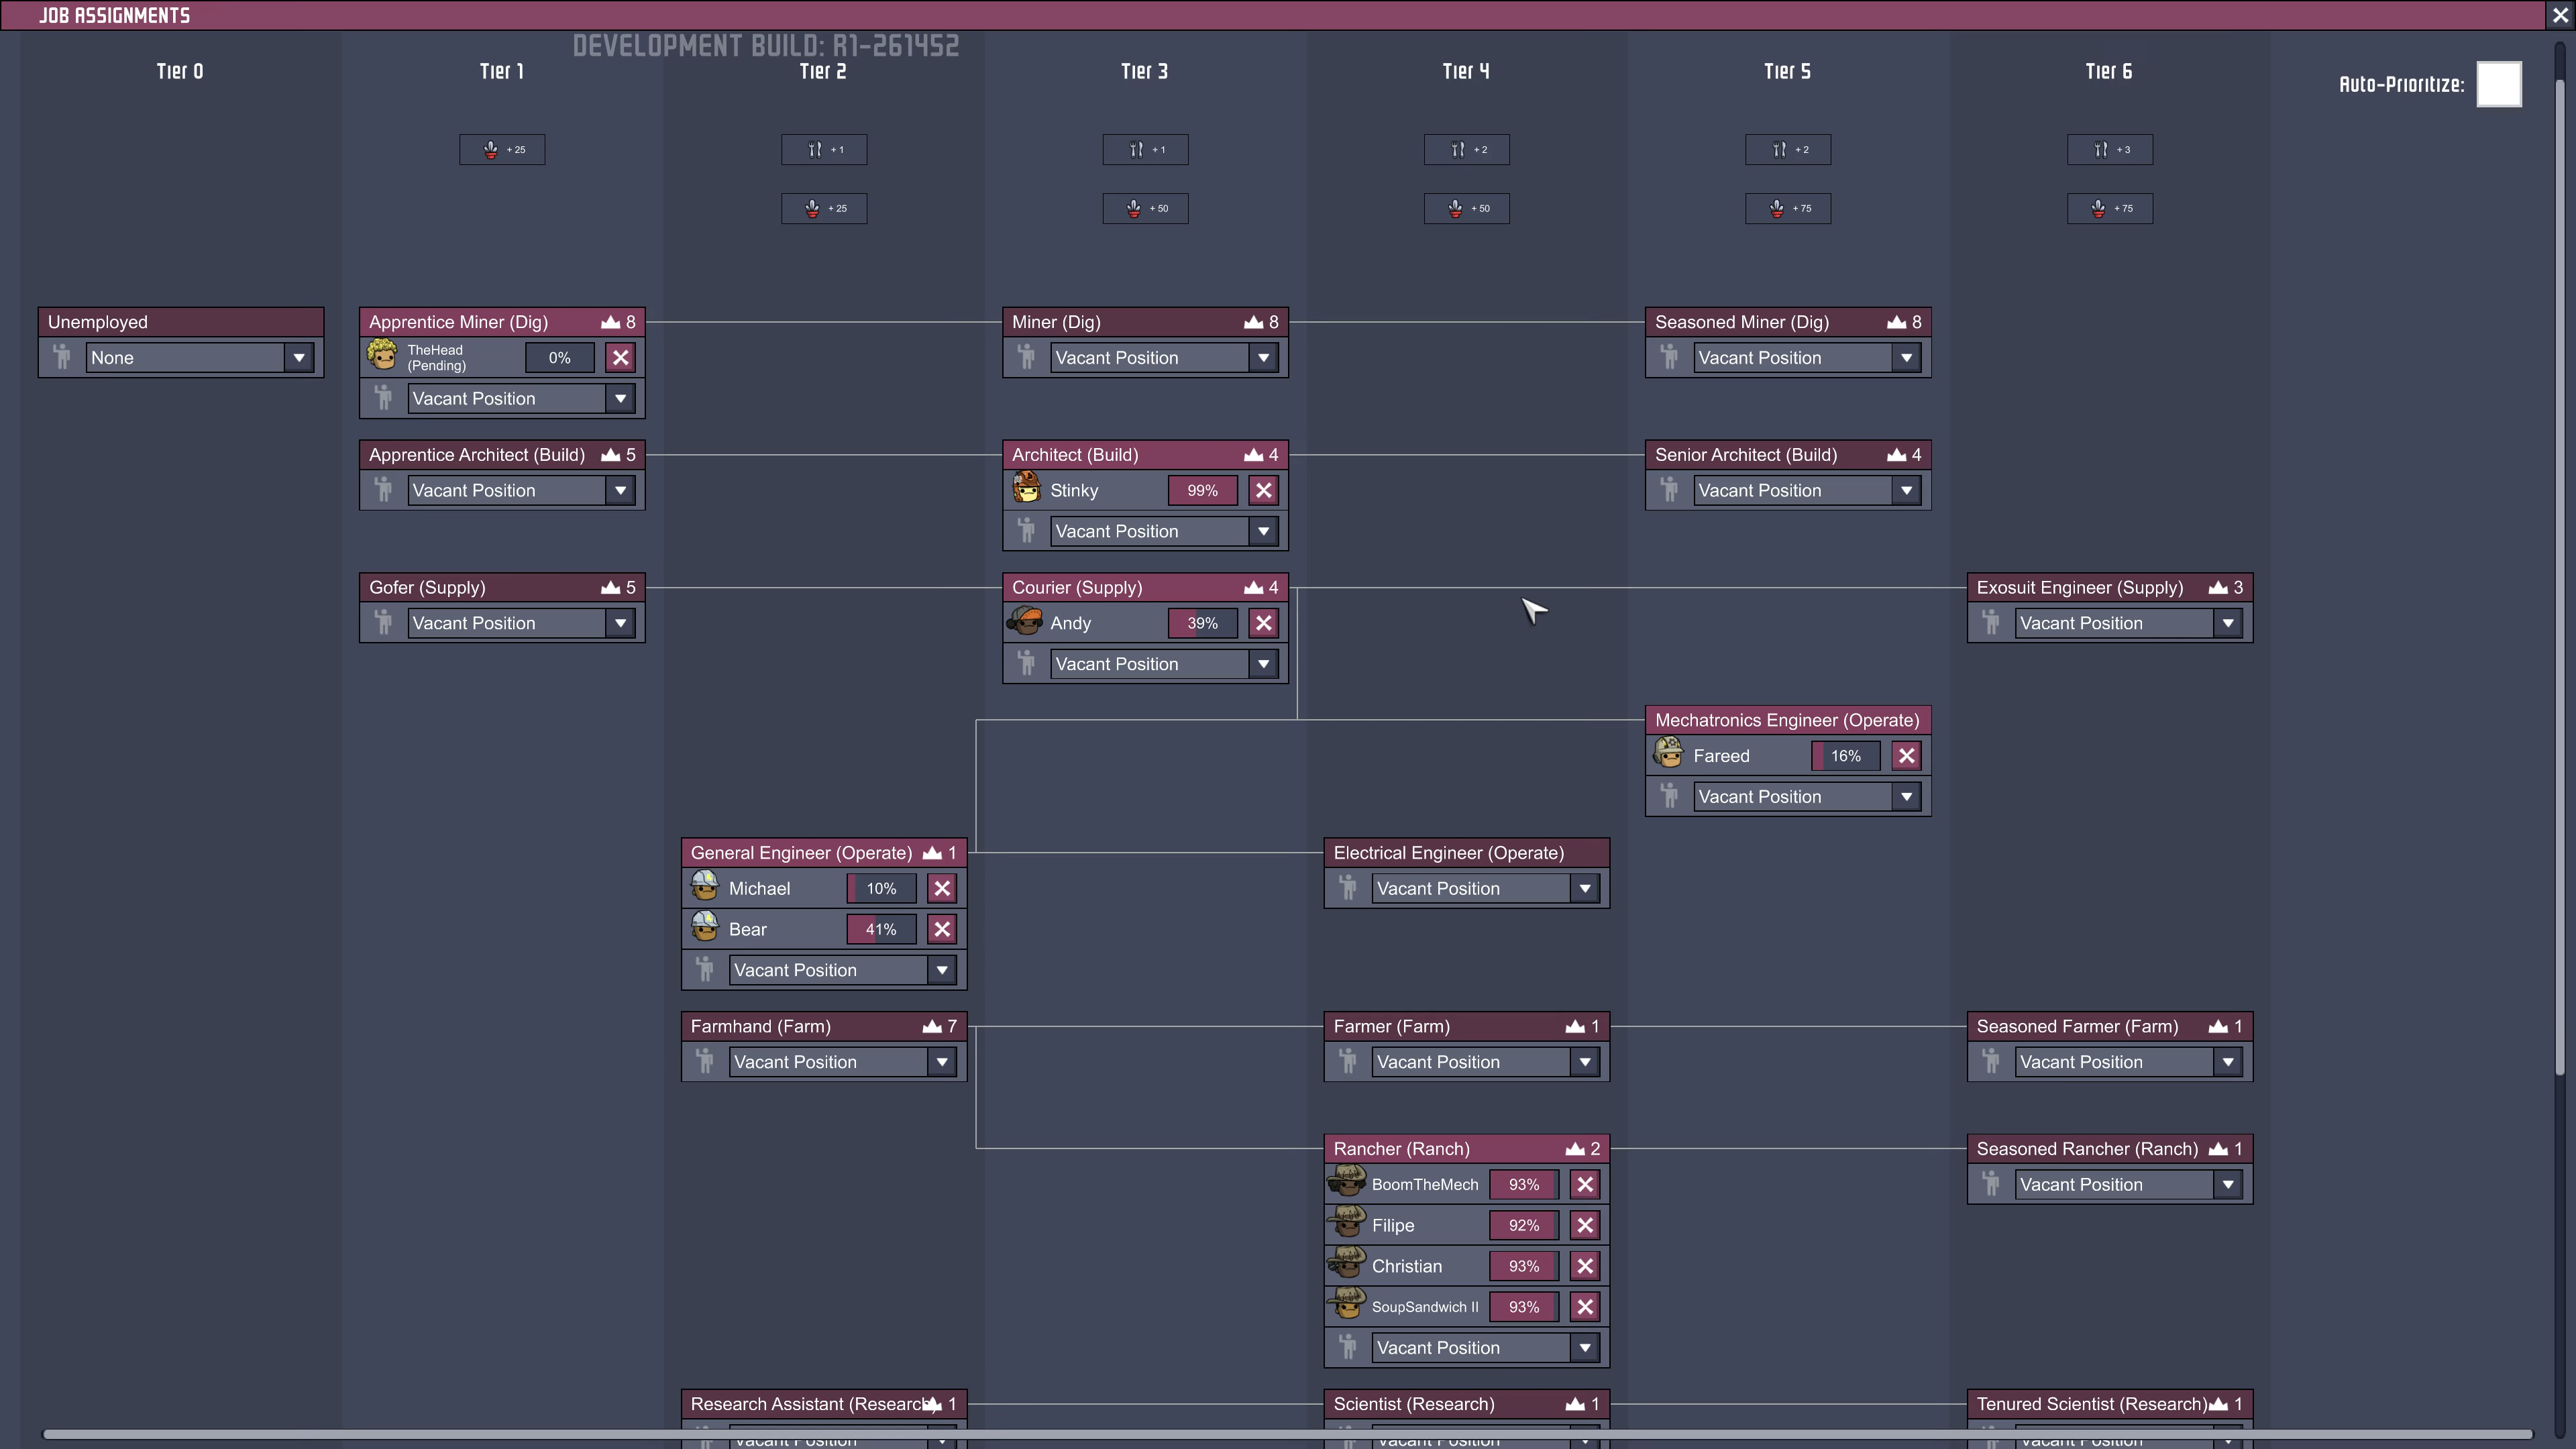 JOB ASSIGNMENTS
DEVELOPMENT BUILD: R1-261452
Tier 0
Tier 1
Tier 2
Tier 3
Tier 4
Tier 5
Tier 6
Auto-Prioritize:
+ 25
+ 1
+ 1
+ 2
+ 2
+ 3
+ 25
+ 50
+ 50
+ 75
+ 75
Unemployed
None
Apprentice Miner (Dig) 8
TheHead
(Pending)
0%
Vacant Position
Miner (Dig) 8
Vacant Position
Seasoned Miner (Dig) 8
Vacant Position
Apprentice Architect (Build) 5
Vacant Position
Architect (Build) 4
Stinky 99%
Vacant Position
Senior Architect (Build) 4
Vacant Position
Gofer (Supply) 5
Vacant Position
Courier (Supply) 4
Andy 39%
Vacant Position
Exosuit Engineer (Supply) 3
Vacant Position
Mechatronics Engineer (Operate)
Fareed 16%
Vacant Position
General Engineer (Operate) 1
Michael 10%
Bear 41%
Vacant Position
Electrical Engineer (Operate)
Vacant Position
Farmhand (Farm) 7
Vacant Position
Farmer (Farm) 1
Vacant Position
Seasoned Farmer (Farm) 1
Vacant Position
Rancher (Ranch) 2
BoomTheMech 93%
Filipe 92%
Christian 93%
SoupSandwich II 93%
Vacant Position
Seasoned Rancher (Ranch) 1
Vacant Position
Research Assistant (Research) 1
Vacant Position
Scientist (Research) 1
Vacant Position
Tenured Scientist (Research) 1
Vacant Position